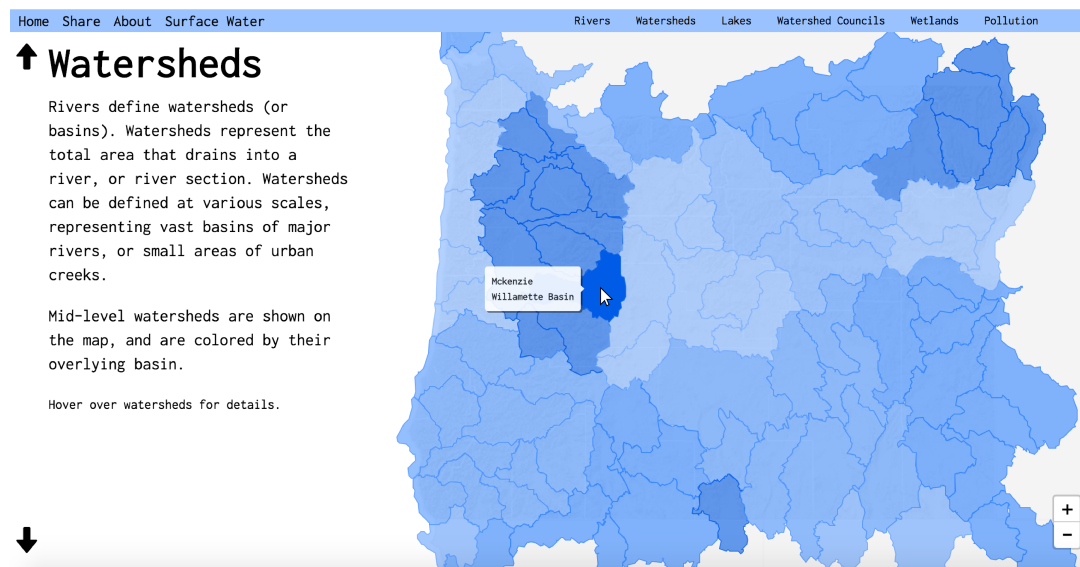 Home Share About Surface Water
Rivers Watersheds Lakes Watershed Councils Wetlands Pollution
Watersheds
Rivers define watersheds (or
basins). Watersheds represent the
total area that drains into a
river, or river section. Watersheds
can be defined at various scales,
representing vast basins of major
rivers, or small areas of urban
creeks.
Mid-level watersheds are shown on
the map, and are colored by their
overlying basin.
Hover over watersheds for details.
Mckenzie
Willamette Basin
+
−